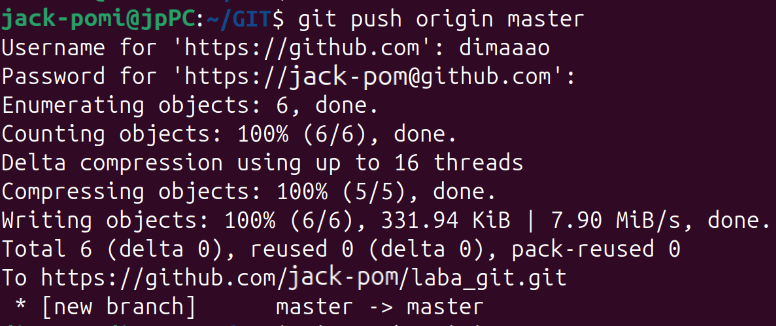 jack-pomi@jpPC:~/GIT$ git push origin master
Username for 'https://github.com': dimaaao
Password for 'https://jack-pom@github.com':
Enumerating objects: 6, done.
Counting objects: 100% (6/6), done.
Delta compression using up to 16 threads
Compressing objects: 100% (5/5), done.
Writing objects: 100% (6/6), 331.94 KiB | 7.90 MiB/s, done.
Total 6 (delta 0), reused 0 (delta 0), pack-reused 0
To https://github.com/jack-pom/laba_git.git
 * [new branch]      master -> master